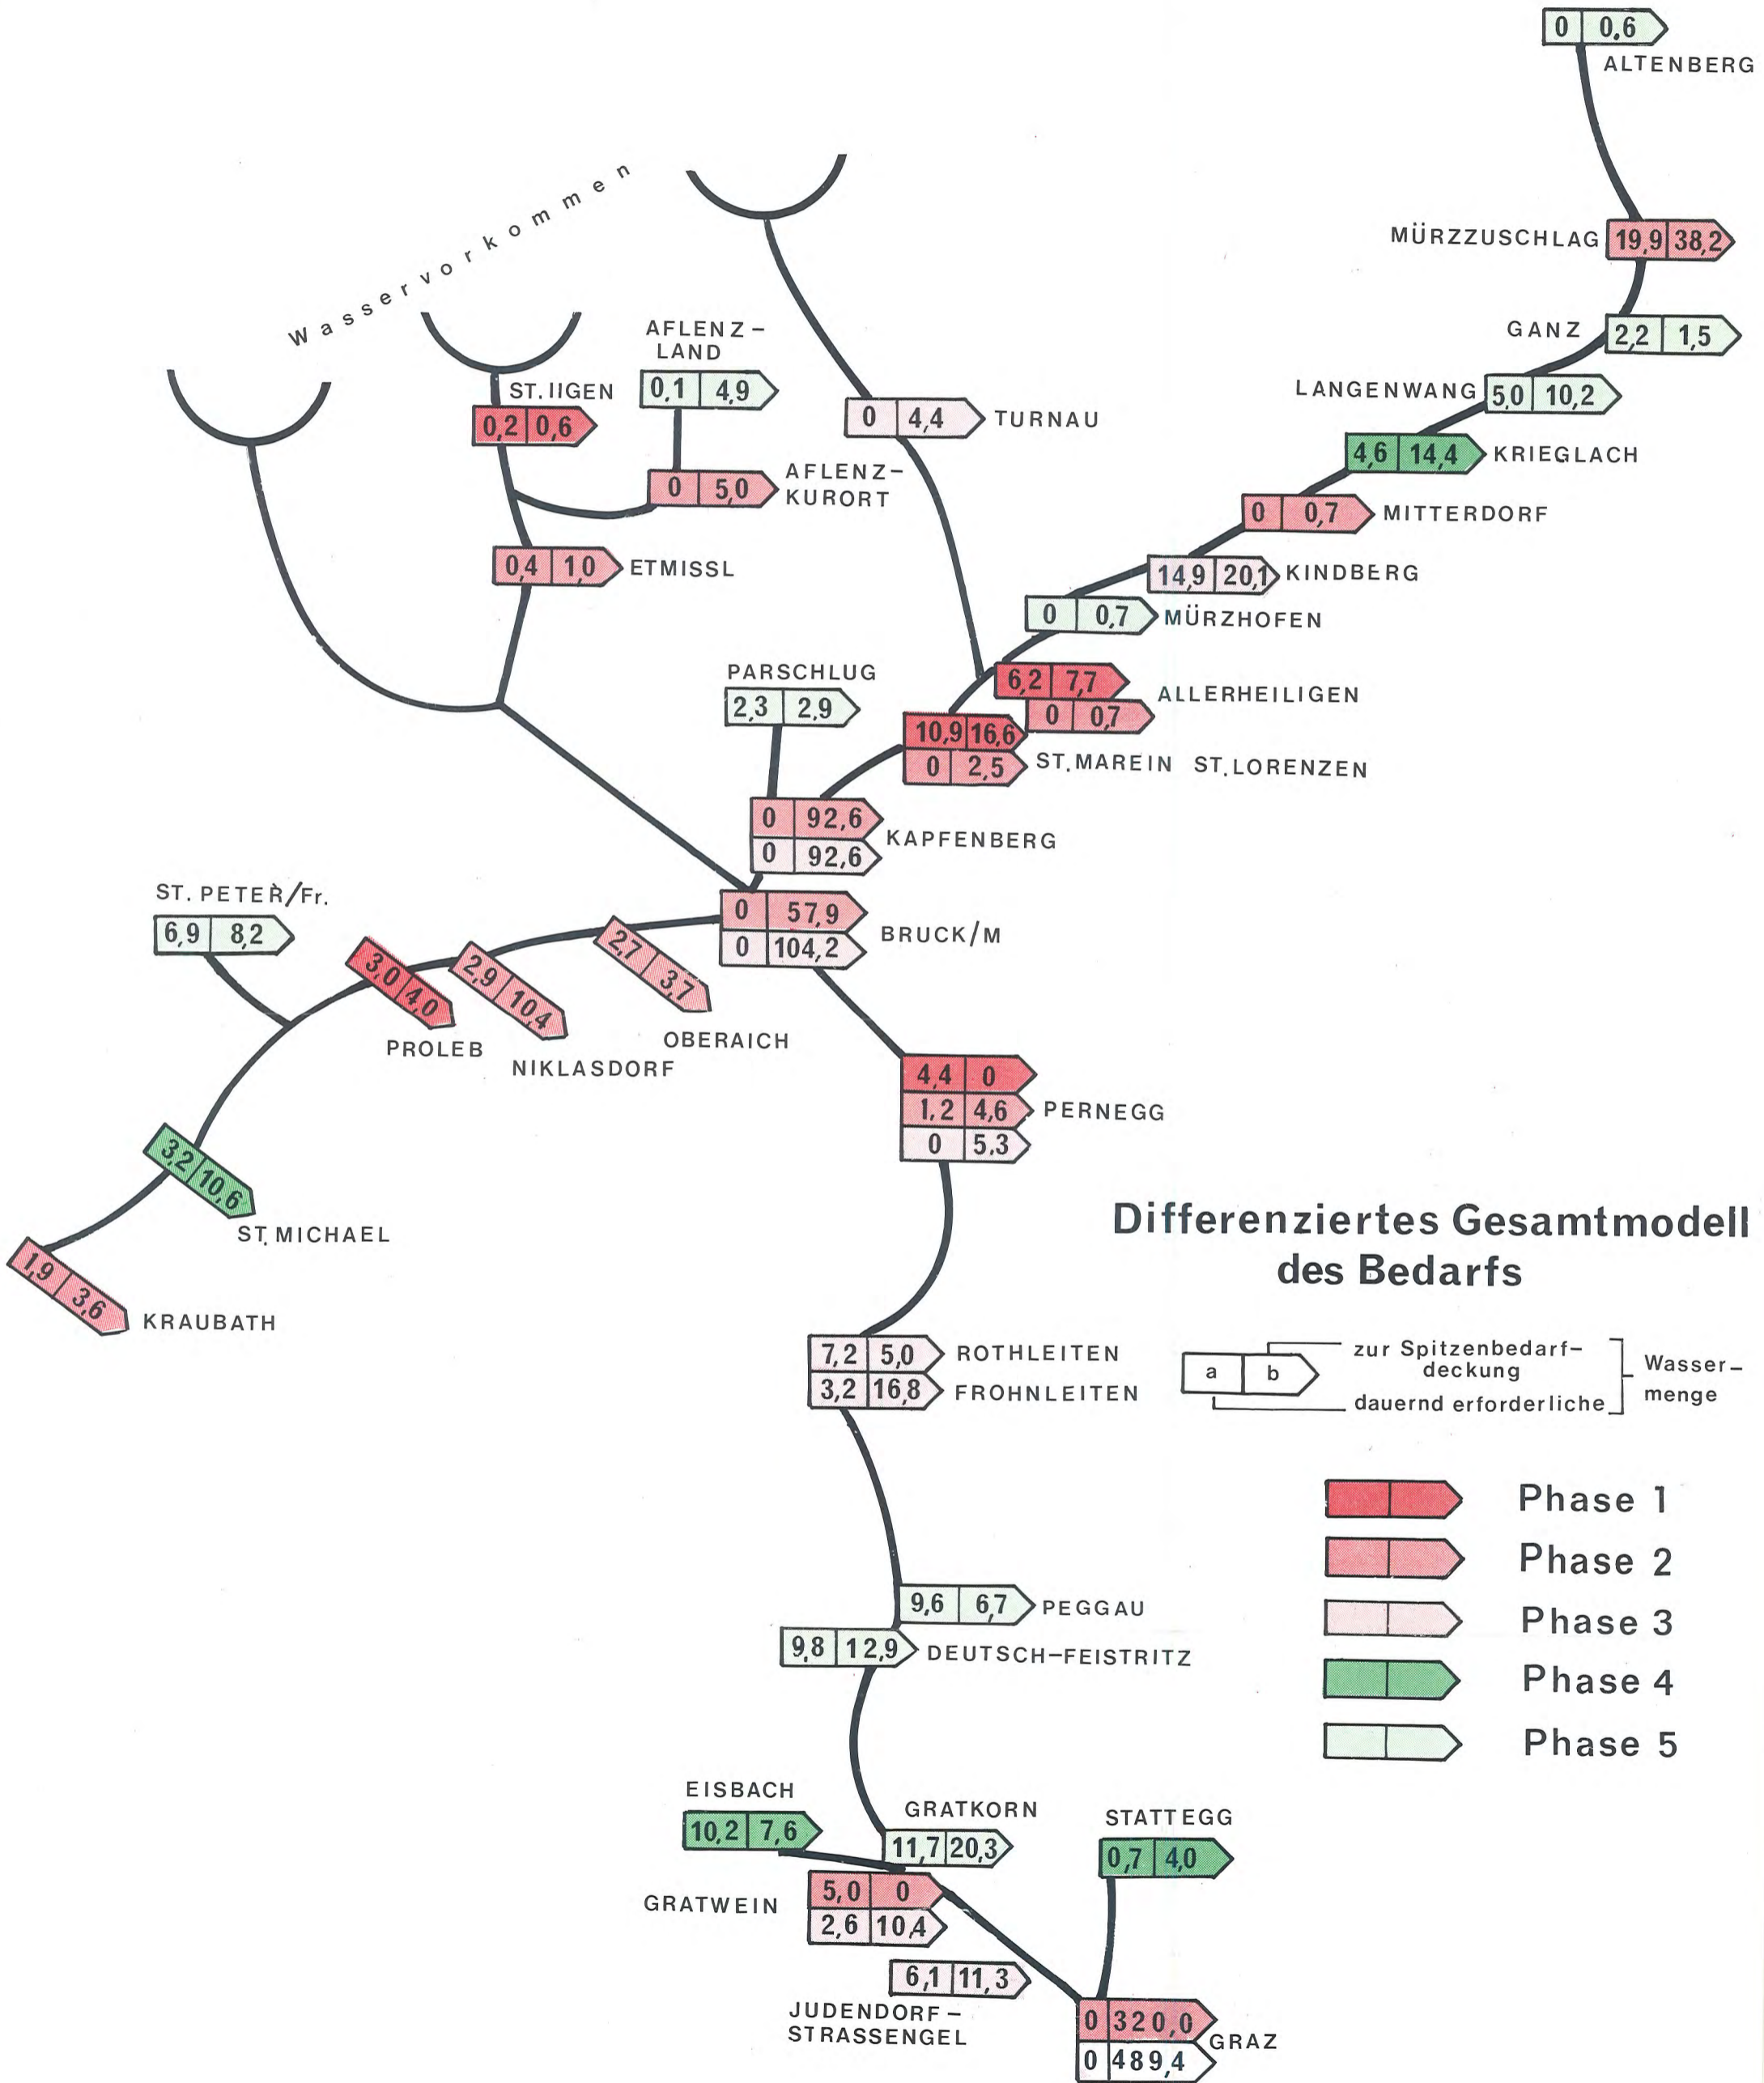 0 0,6
ALTENBERG
Wasservorkommen
MÜRZZUSCHLAG 19,9 38,2
GANZ 2,2 1,5
AFLENZ-
LAND
0,1 4,9
ST. IIGEN
0,2 0,6
LANGENWANG 5,0 10,2
0 4,4 TURNAU
4,6 14,4 KRIEGLACH
0 5,0 AFLENZ-
KURORT
0 0,7 MITTERDORF
0,4 1,0 ETMISSL
14,9 20,1 KINDBERG
0 0,7 MÜRZHOFEN
PARSCHLUG
2,3 2,9
6,2 7,7
ALLERHEILIGEN
0 0,7
10,9 16,6
0 2,5
ST. MAREIN ST. LORENZEN
0 92,6
KAPFENBERG
0 92,6
ST. PETER/Fr.
6,9 8,2
0 57,9
BRUCK/M
0 104,2
2,7 3,7
OBERAICH
2,9 10,4
NIKLASDORF
3,0 4,0
PROLEB
4,4 0
1,2 4,6 PERNEGG
0 5.3
3,2 10,6
ST. MICHAEL
1,9 3,6
KRAUBATH
Differenziertes Gesamtmodell
des Bedarfs
7,2 5,0 ROTHLEITEN
3,2 16,8 FROHNLEITEN
a b
zur Spitzenbedarf-
deckung
dauernd erforderliche
Wasser-
menge
Phase 1
Phase 2
Phase 3
Phase 4
Phase 5
9,6 6,7 PEGGAU
9,8 12,9 DEUTSCH-FEISTRITZ
EISBACH
10,2 7,6
GRATKORN
11,7 20,3
STATTEGG
0,7 4,0
GRATWEIN
5,0 0
2,6 10,4
6,1 11,3
JUDENDORF-
STRASSENGEL
0 320,0
GRAZ
0 489,4